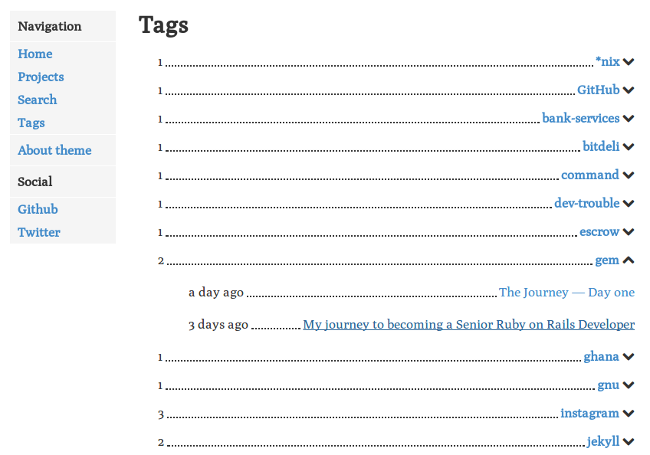 Navigation
Home
Projects
Search
Tags
About theme
Social
Github
Twitter
Tags
1 *nix
1 GitHub
1 bank-services
1 bitdeli
1 command
1 dev-trouble
1 escrow
2 gem
a day ago The Journey — Day one
3 days ago My journey to becoming a Senior Ruby on Rails Developer
1 ghana
1 gnu
3 instagram
2 jekyll